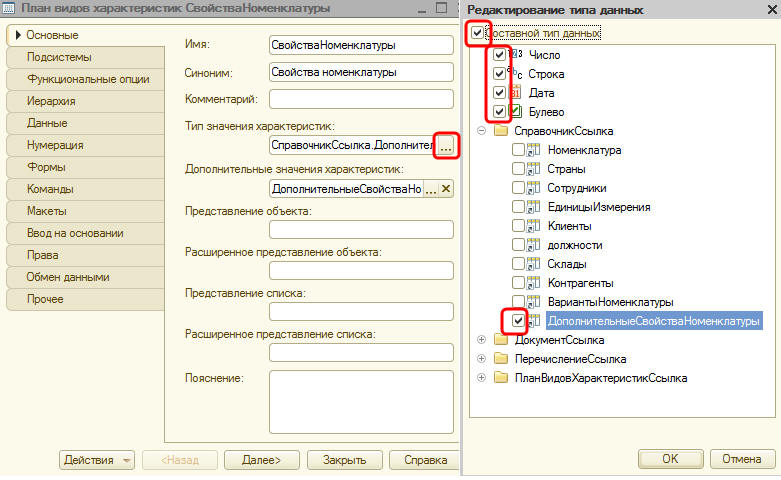 План видов характеристик СвойстваНоменклатуры
Основные
Подсистемы
Функциональные опции
Иерархия
Данные
Нумерация
Формы
Команды
Макеты
Ввод на основании
Права
Обмен данными
Прочее
Имя:
СвойстваНоменклатуры
Синоним:
Свойства номенклатуры
Комментарий:
Тип значения характеристик:
СправочникСсылка.Дополнител ...
Дополнительные значения характеристик:
ДополнительныеСвойстваНо ...
Представление объекта:
Расширенное представление объекта:
Представление списка:
Расширенное представление списка:
Пояснение:
Действия
<Назад
Далее>
Закрыть
Справка
Редактирование типа данных
Составной тип данных
Число
Строка
Дата
Булево
СправочникСсылка
Номенклатура
Страны
Сотрудники
ЕдиницыИзмерения
Клиенты
должности
Склады
Контрагенты
ВариантыНоменклатуры
ДополнительныеСвойстваНоменклатуры
ДокументСсылка
ПеречислениеСсылка
ПланВидовХарактеристикСсылка
OK
Отмена